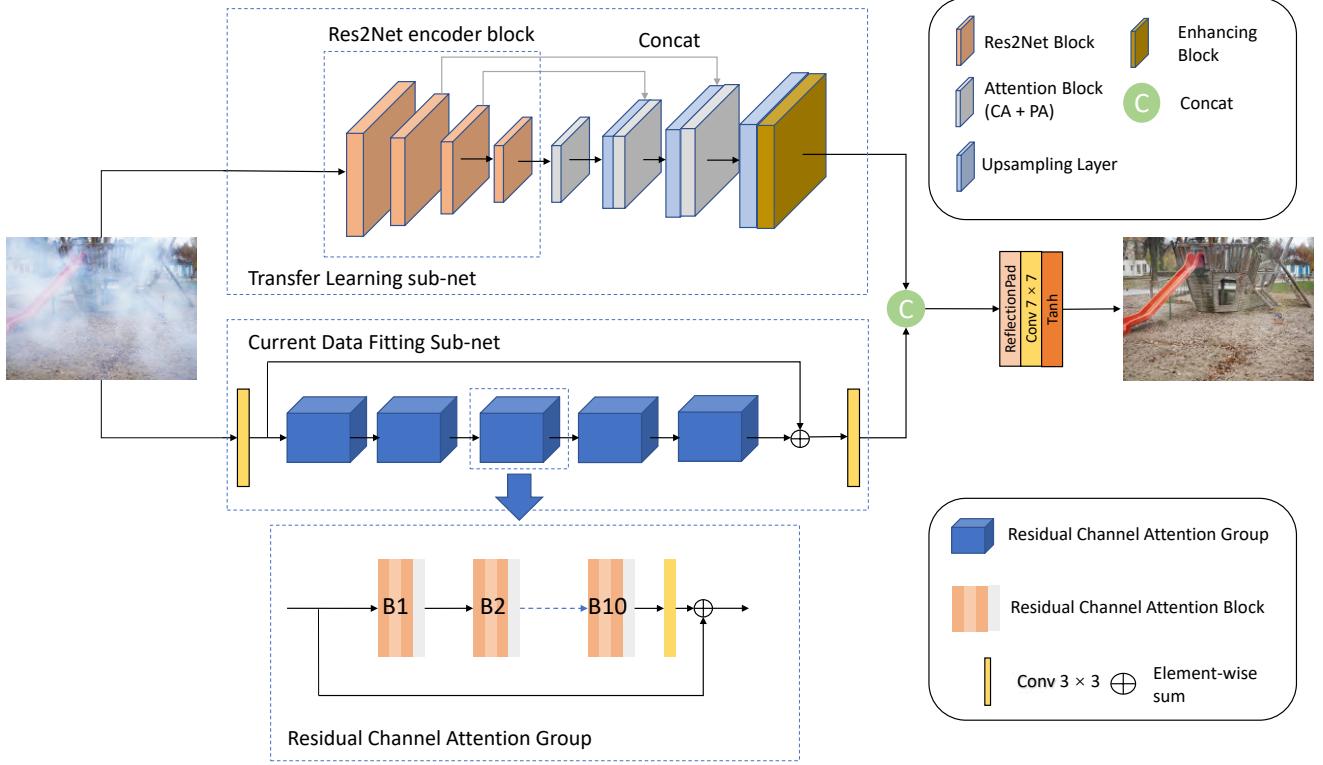 Res2Net encoder block
Concat
Transfer Learning sub-net
Res2Net Block
Enhancing
Block
Attention Block
(CA + PA)
C
Concat
Upsampling Layer
C
ReflectionPad
Conv 7 × 7
Tanh
Current Data Fitting Sub-net
B1
B2
B10
Residual Channel Attention Group
Residual Channel Attention Group
Residual Channel Attention Block
Conv 3 × 3
Element-wise
sum